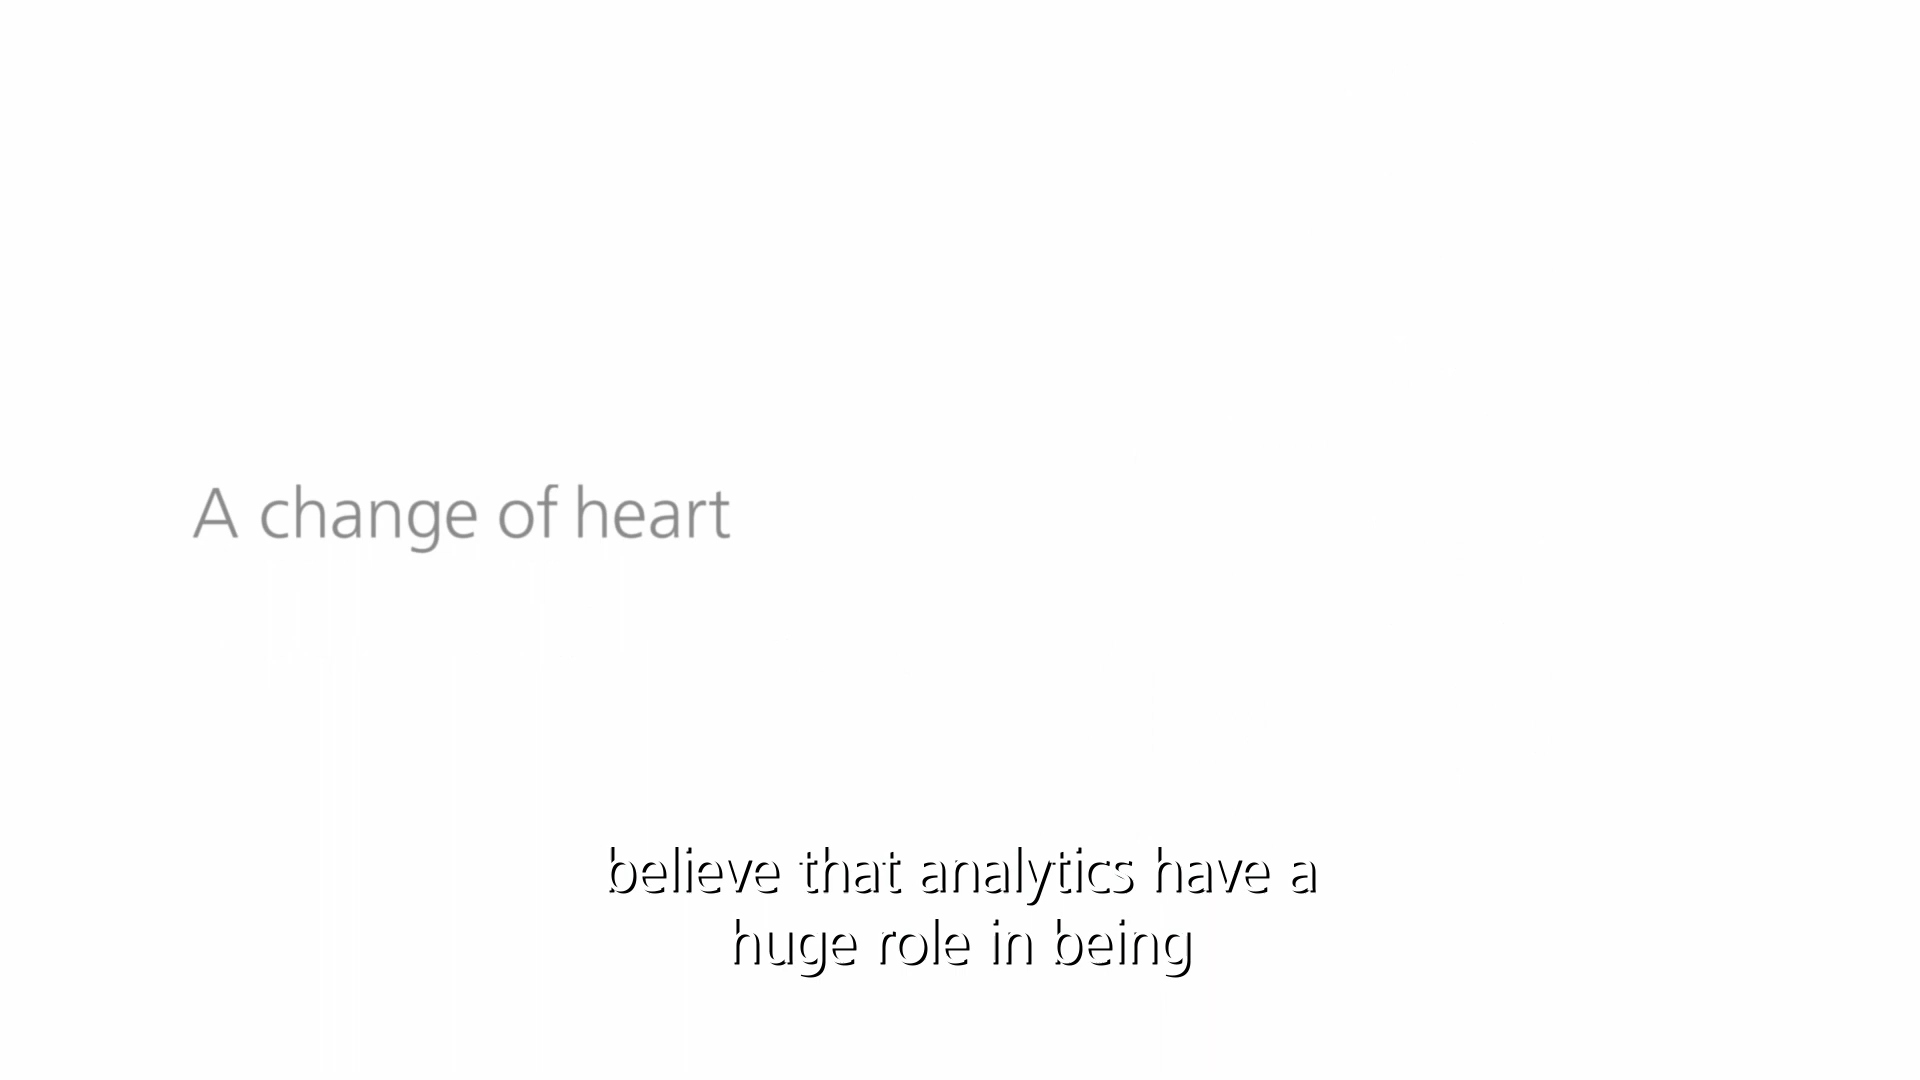 A change of heart
believe that analytics have a
huge role in being